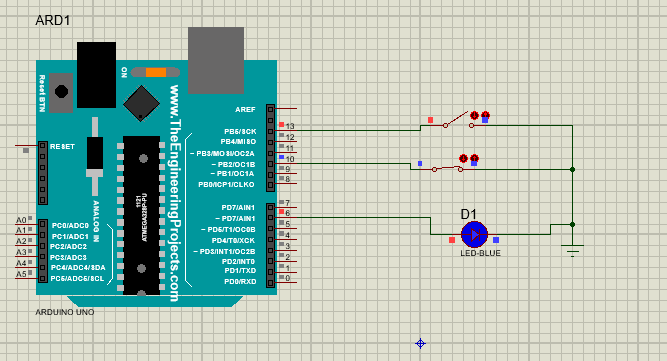 ARD1
ON
Reset BTN
www.TheEngineeringProjects.com
AREF
PB5/SCK 13
PB4/MISO 12
~ PB3/MOSI/OC2A 11
~ PB2/OC1B 10
~ PB1/OC1A 9
PB0/ICP1/CLKO 8
RESET
1121
ATMEGA328P-PU
ANALOG IN
PD7/AIN1 7
~ PD7/AIN1 6
~ PD5/T1/OC0B 5
PD4/T0/XCK 4
~ PD3/INT1/OC2B 3
PD2/INT0 2
PD1/TXD 1
PD0/RXD 0
A0 PC0/ADC0
A1 PC1/ADC1
A2 PC2/ADC2
A3 PC3/ADC3
A4 PC4/ADC4/SDA
A5 PC5/ADC5/SCL
D1
LED-BLUE
ARDUINO UNO